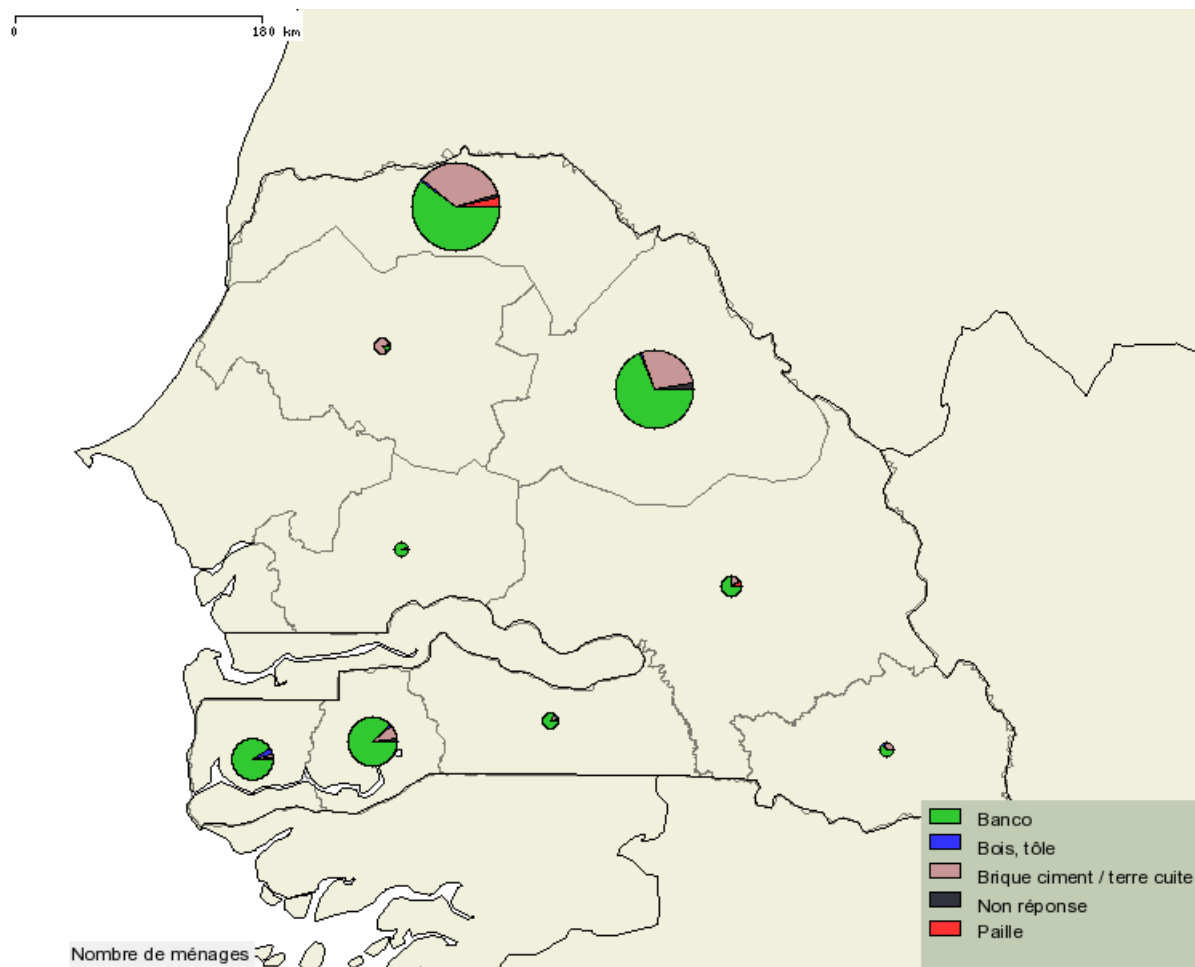 0 180 km
Banco
Bois, tôle
Brique ciment / terre cuite
Non réponse
Paille
Nombre de ménages